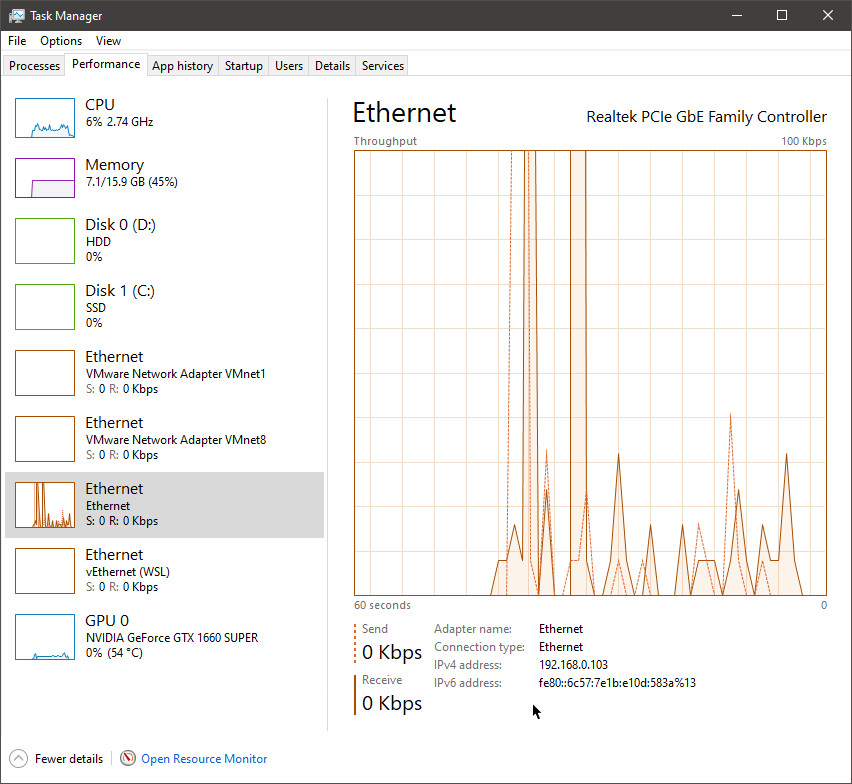 Task Manager
File Options View
Processes Performance App history Startup Users Details Services
CPU
6% 2.74 GHz
Memory
7.1/15.9 GB (45%)
Disk 0 (D:)
HDD
0%
Disk 1 (C:)
SSD
0%
Ethernet
VMware Network Adapter VMnet1
S: 0 R: 0 Kbps
Ethernet
VMware Network Adapter VMnet8
S: 0 R: 0 Kbps
Ethernet
Ethernet
S: 0 R: 0 Kbps
Ethernet
vEthernet (WSL)
S: 0 R: 0 Kbps
GPU 0
NVIDIA GeForce GTX 1660 SUPER
0% (54 °C)
Ethernet
Realtek PCIe GbE Family Controller
Throughput 100 Kbps
60 seconds 0
Send
0 Kbps
Receive
0 Kbps
Adapter name: Ethernet
Connection type: Ethernet
IPv4 address: 192.168.0.103
IPv6 address: fe80::6c57:7e1b:e10d:583a%13
Fewer details Open Resource Monitor